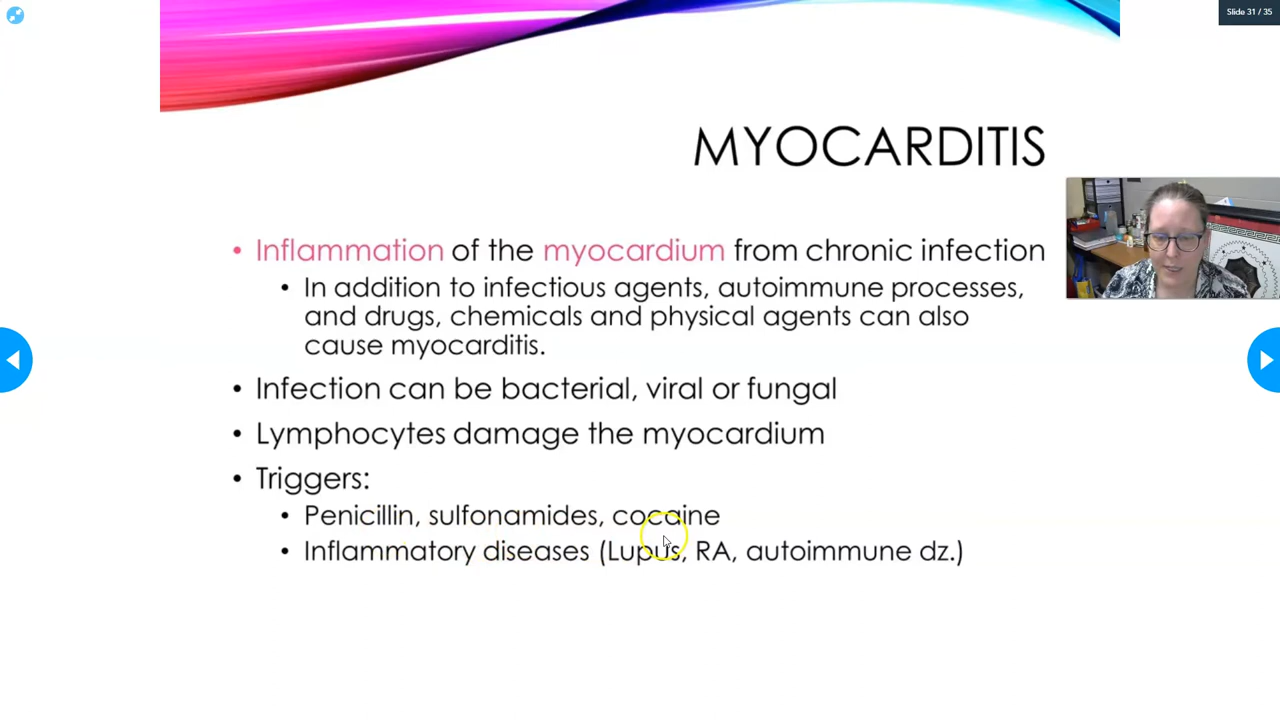 Slide 31 / 35
MYOCARDITIS
• Inflammation of the myocardium from chronic infection
• In addition to infectious agents, autoimmune processes,
and drugs, chemicals and physical agents can also
cause myocarditis.
• Infection can be bacterial, viral or fungal
• Lymphocytes damage the myocardium
• Triggers:
• Penicillin, sulfonamides, cocaine
• Inflammatory diseases (Lupus, RA, autoimmune dz.)